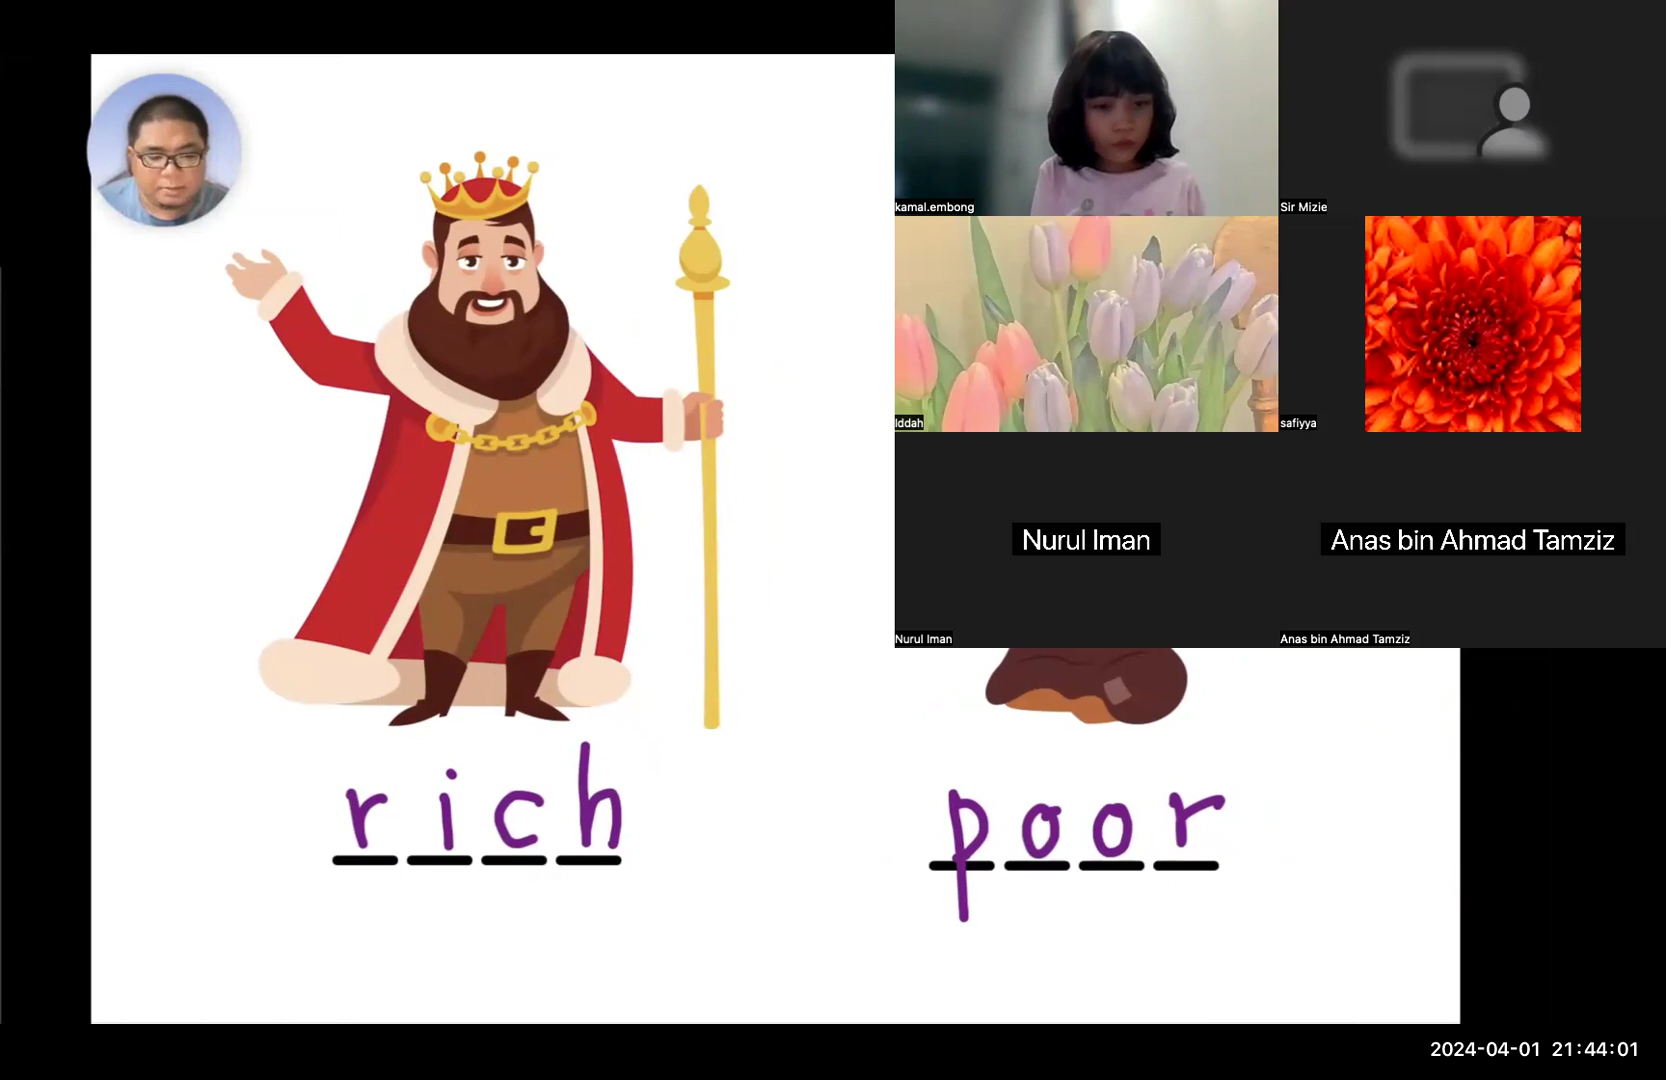 kamal.embong
Sir Mizie
Iddah
safiyya
Nurul Iman
Anas bin Ahmad Tamziz
Nurul Iman
Anas bin Ahmad Tamziz
rich
poor
2024-04-01 21:44:01